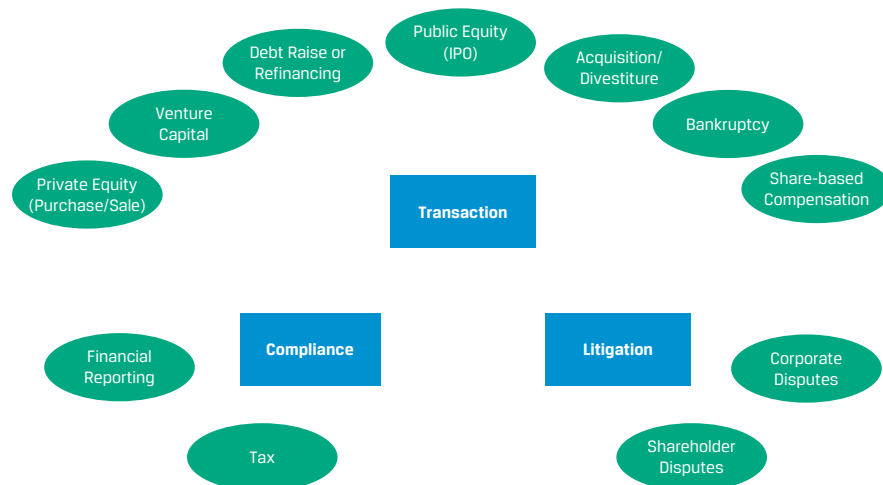 Public Equity
(IPO)
Debt Raise or
Refinancing
Acquisition/
Divestiture
Venture
Capital
Bankruptcy
Private Equity
(Purchase/Sale)
Share-based
Compensation
Transaction
Compliance
Litigation
Financial
Reporting
Corporate
Disputes
Tax
Shareholder
Disputes